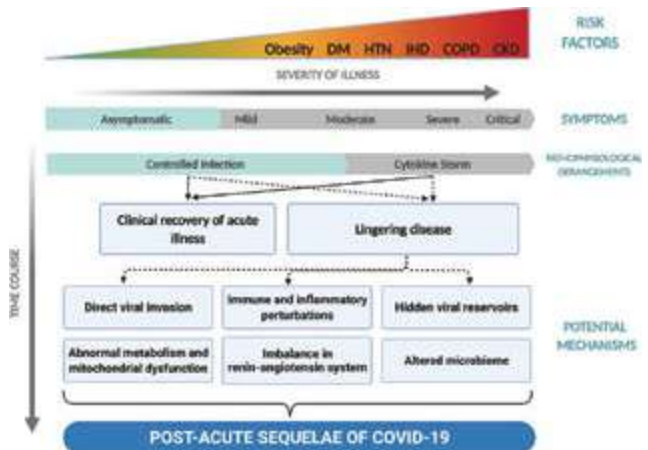 RISK
FACTORS
Obesity DM HTN IHD COPD CKD
SEVERITY OF ILLNESS
Asymptomatic Mild Moderate Severe Critical
SYMPTOMS
Controlled Infection Cytokine Storm
DERANGEMENTS
Clinical recovery of acute
illness
Lingering disease
TIME COURSE
Direct viral invasion
Immune and inflammatory
perturbations
Hidden viral reservoirs
POTENTIAL
MECHANISMS
Abnormal metabolism and
mitochondrial dysfunction
Imbalance in
renin-angiotensin system
Altered microbiome
POST-ACUTE SEQUELAE OF COVID-19